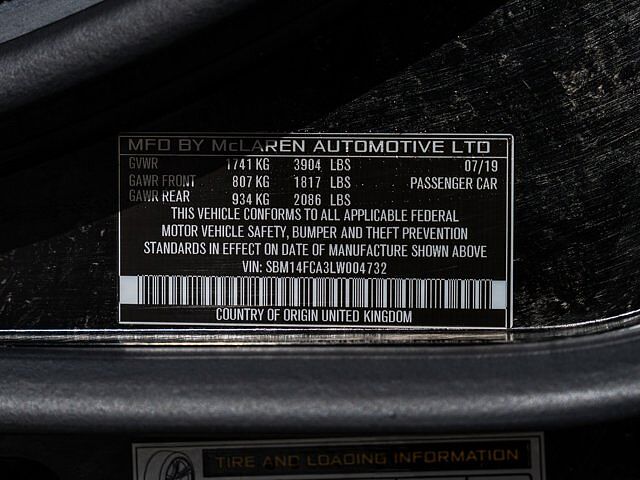 MFD BY McLAREN AUTOMOTIVE LTD
GVWR 1741 KG 3904 LBS 07/19
GAWR FRONT 807 KG 1817 LBS PASSENGER CAR
GAWR REAR 934 KG 2086 LBS
THIS VEHICLE CONFORMS TO ALL APPLICABLE FEDERAL
MOTOR VEHICLE SAFETY, BUMPER AND THEFT PREVENTION
STANDARDS IN EFFECT ON DATE OF MANUFACTURE SHOWN ABOVE
VIN: SBM14FCA3LW004732
COUNTRY OF ORIGIN UNITED KINGDOM
TIRE AND LOADING INFORMATION